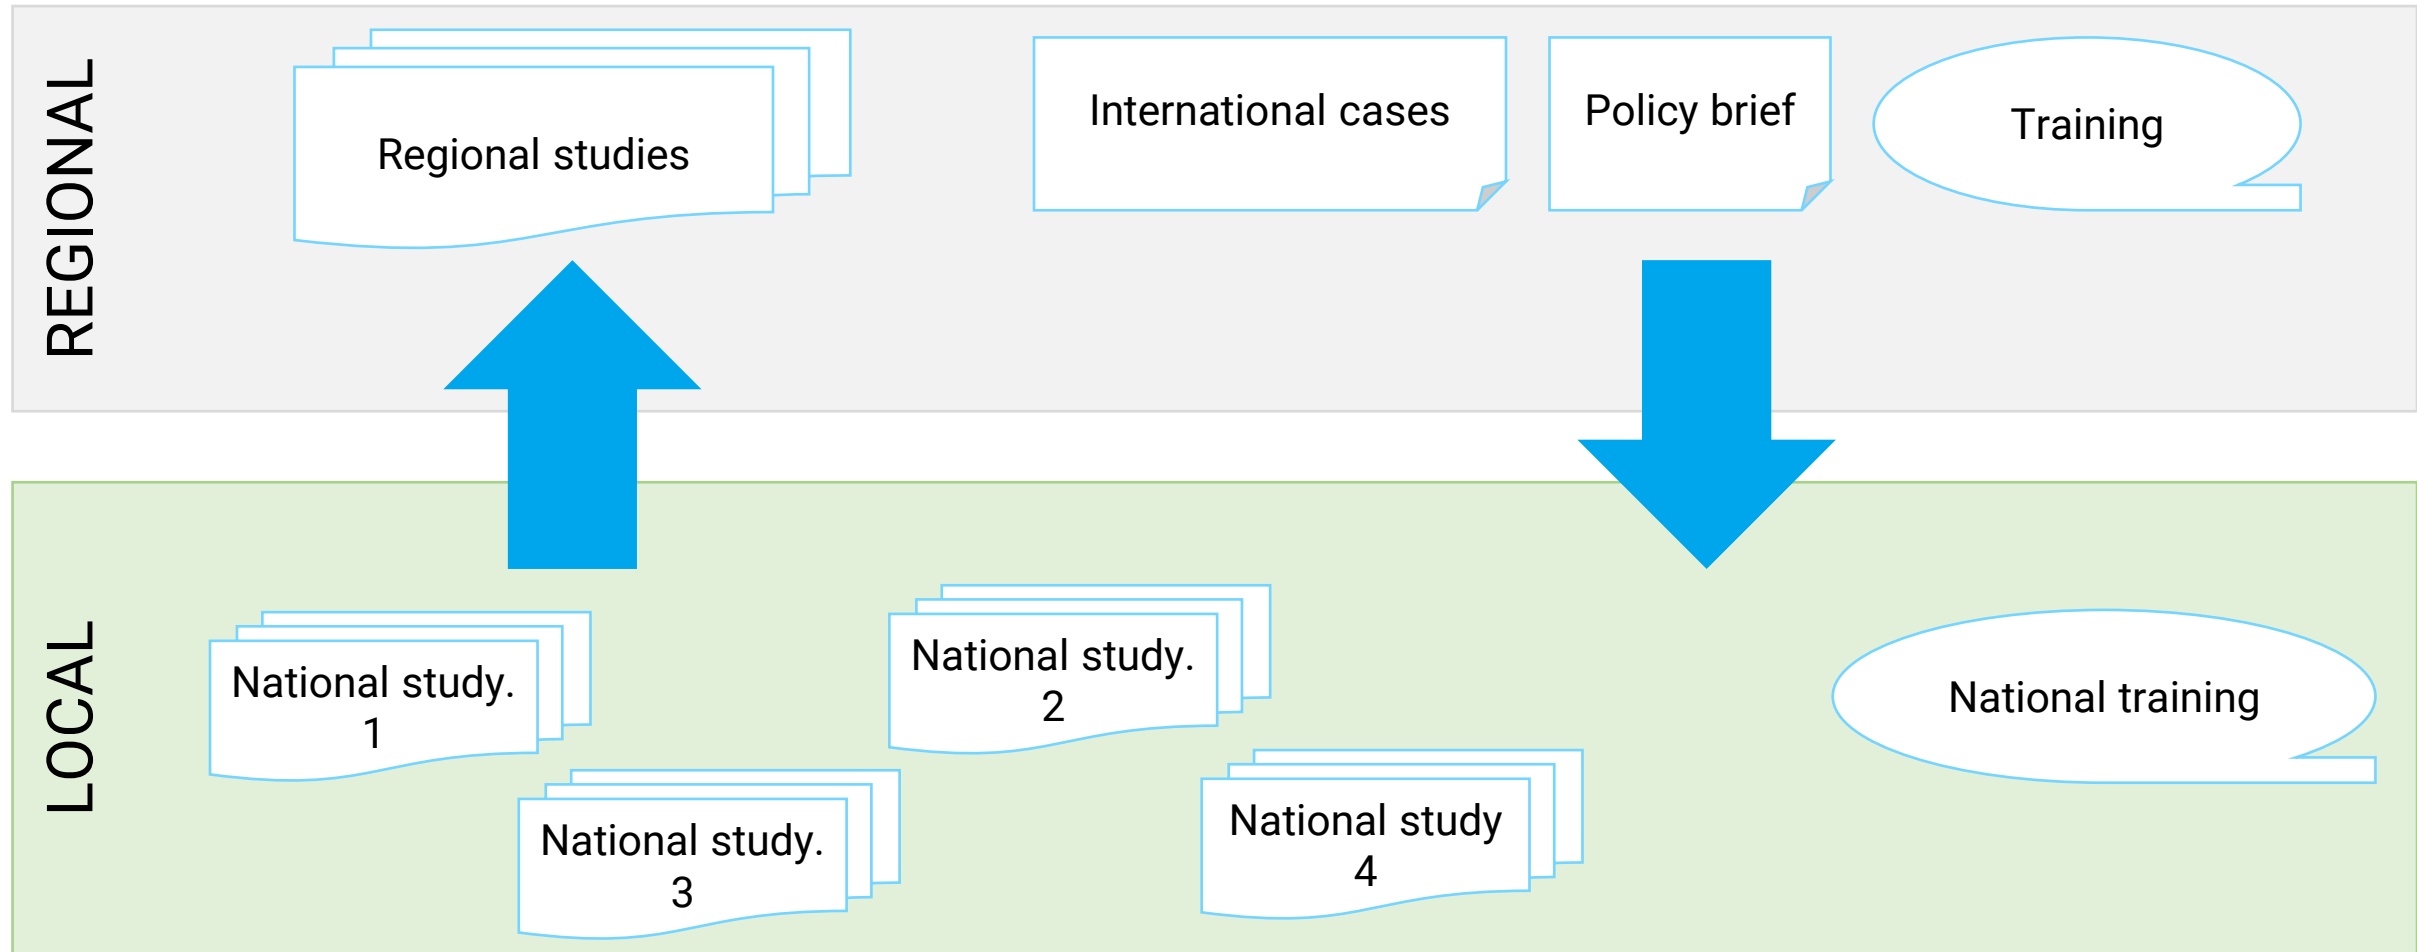 REGIONAL
Regional studies
International cases
Policy brief
Training
LOCAL
National study.
1
National study.
2
National study.
3
National study
4
National training